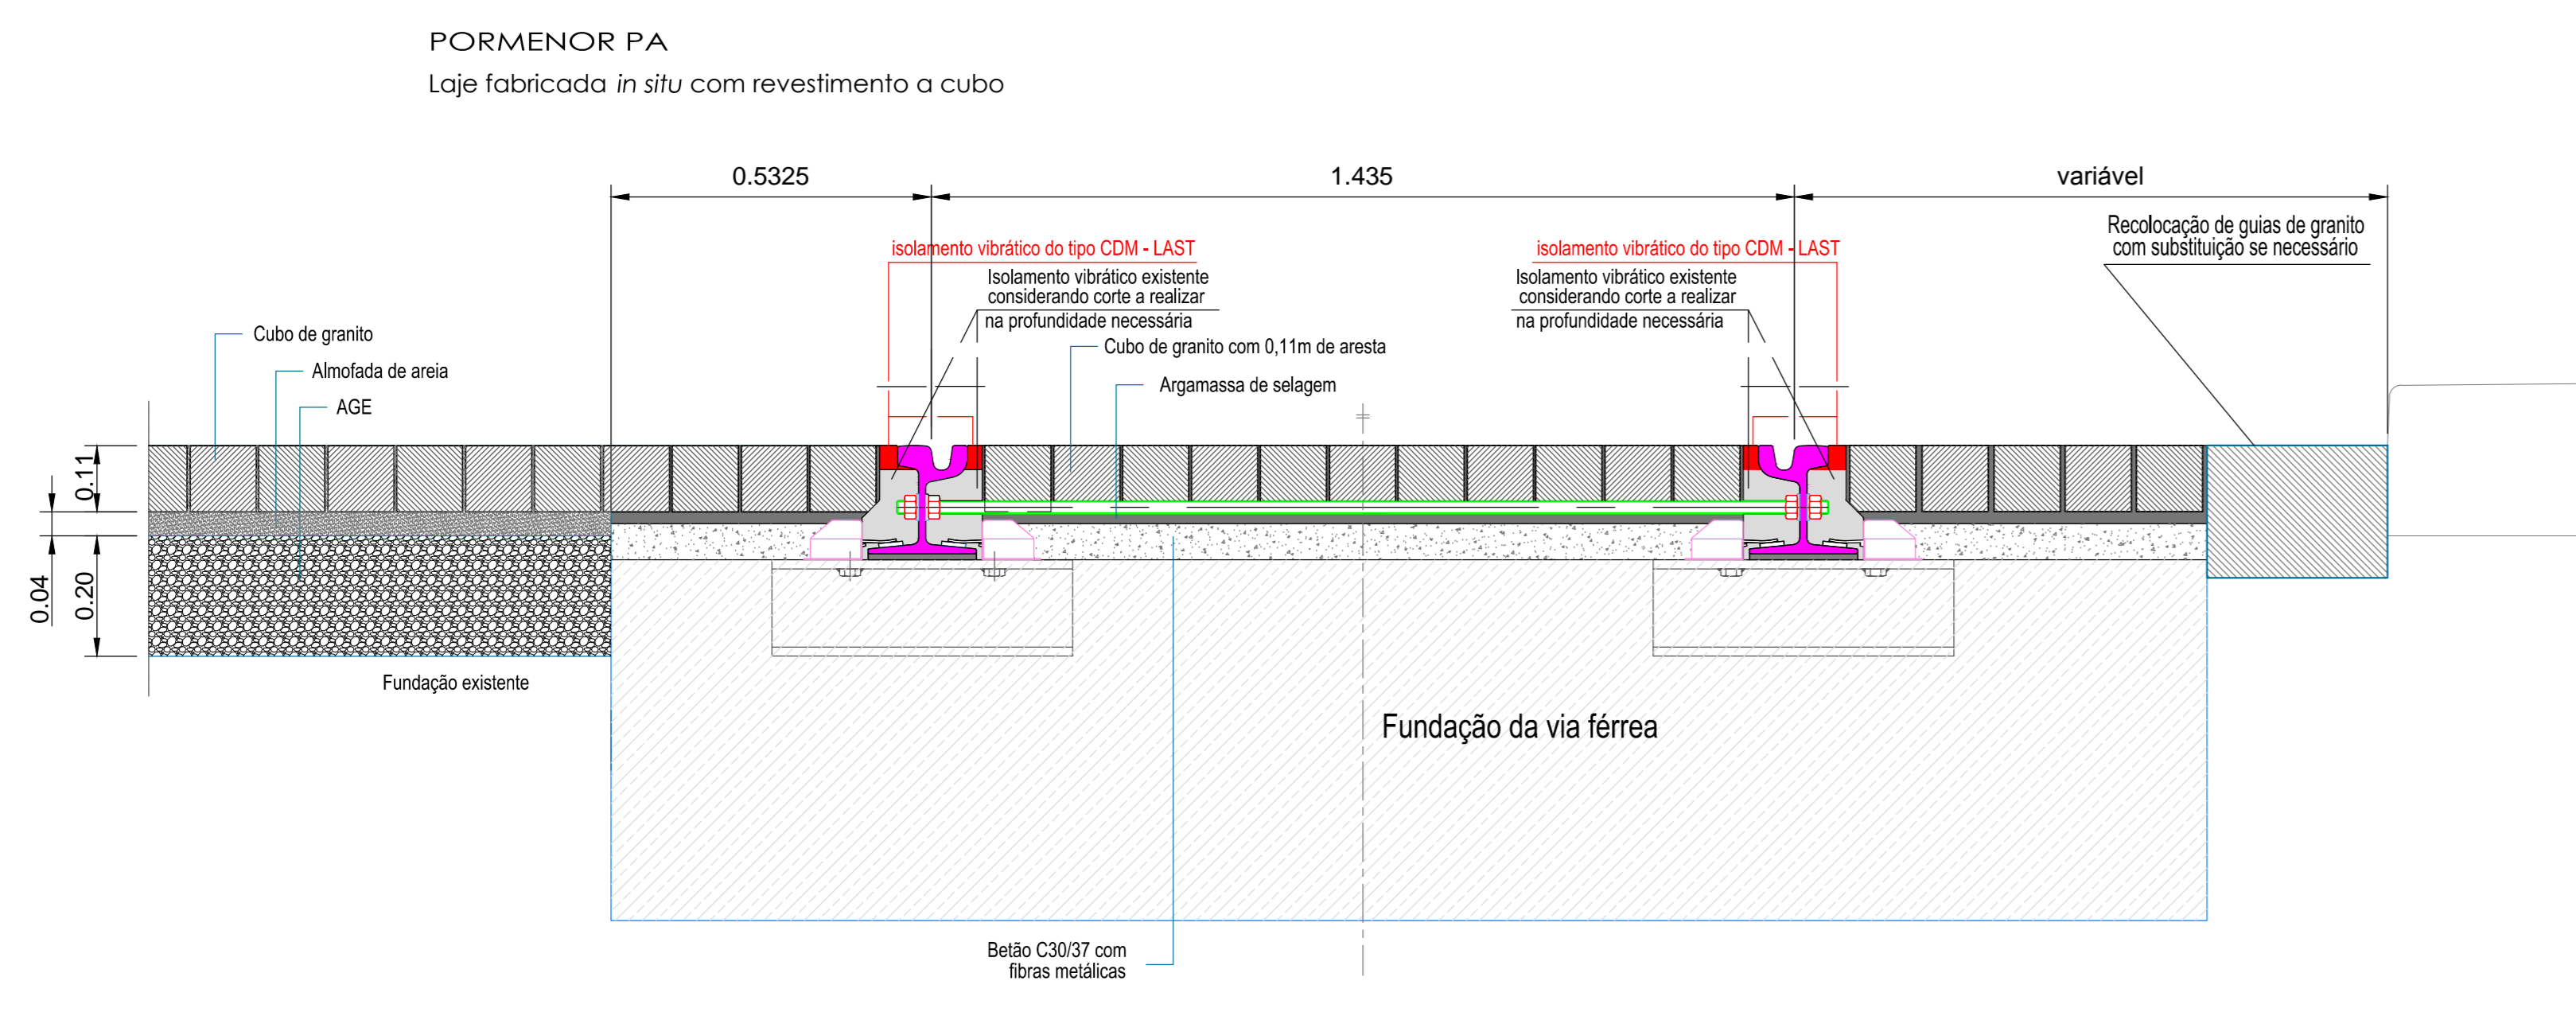 PORMENOR PA
Laje fabricada in situ com revestimento a cubo
0.5325
1.435
variável
isolamento vibrático do tipo CDM - LAST
isolamento vibrático do tipo CDM - LAST
Recolocação de guias de granito
com substituição se necessário
Isolamento vibrático existente
considerando corte a realizar
na profundidade necessária
Isolamento vibrático existente
considerando corte a realizar
na profundidade necessária
Cubo de granito
Almofada de areia
AGE
Cubo de granito com 0,11m de aresta
Argamassa de selagem
0.11
0.04
0.20
Fundação existente
Fundação da via férrea
Betão C30/37 com
fibras metálicas